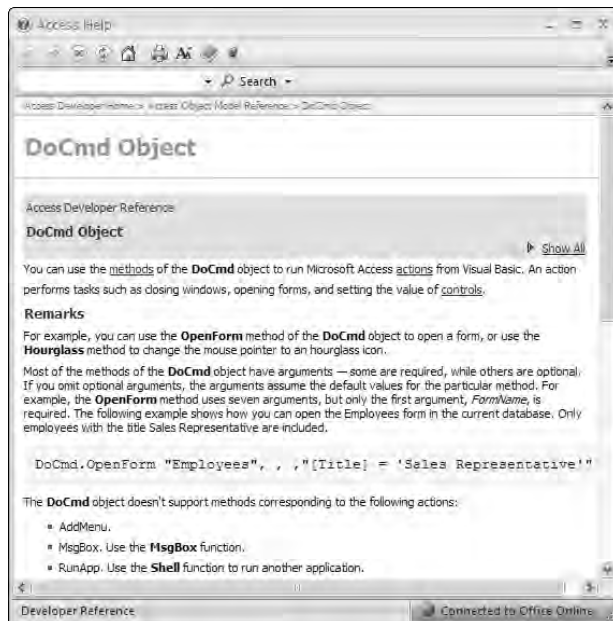 Access Help
Search
Access Developer Home > Access Object Model Reference > DoCmd Object
DoCmd Object
Access Developer Reference
DoCmd Object
Show All
You can use the methods of the DoCmd object to run Microsoft Access actions from Visual Basic. An action
performs tasks such as closing windows, opening forms, and setting the value of controls.
Remarks
For example, you can use the OpenForm method of the DoCmd object to open a form, or use the
Hourglass method to change the mouse pointer to an hourglass icon.
Most of the methods of the DoCmd object have arguments — some are required, while others are optional.
If you omit optional arguments, the arguments assume the default values for the particular method. For
example, the OpenForm method uses seven arguments, but only the first argument, FormName, is
required. The following example shows how you can open the Employees form in the current database. Only
employees with the title Sales Representative are included.
DoCmd.OpenForm "Employees", , ,"[Title] = 'Sales Representative'"
The DoCmd object doesn't support methods corresponding to the following actions:
▪ AddMenu.
▪ MsgBox. Use the MsgBox function.
▪ RunApp. Use the Shell function to run another application.
Developer Reference
Connected to Office Online